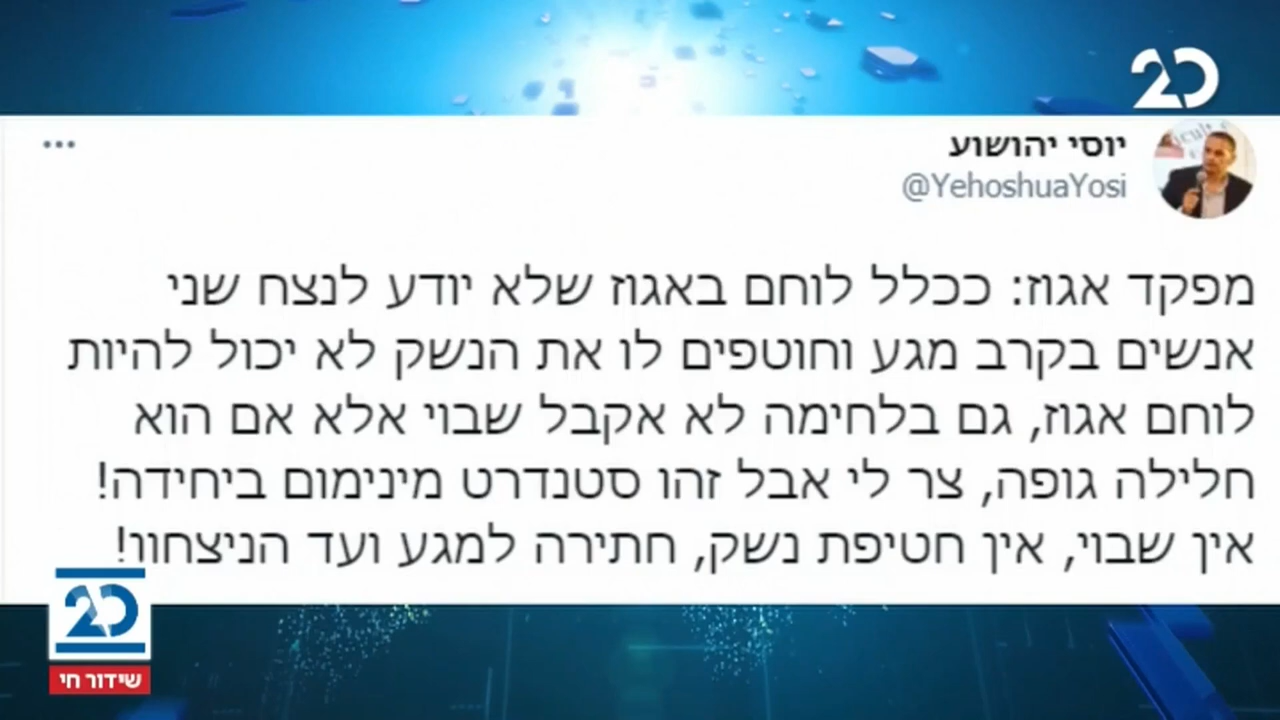 20
יוסי יהושוע
@YehoshuaYosi
מפקד אגוז: ככלל לוחם באגוז שלא יודע לנצח שני
אנשים בקרב מגע וחוטפים לו את הנשק לא יכול להיות
לוחם אגוז, גם בלחימה לא אקבל שבוי אלא אם הוא
חלילה גופה, צר לי אבל זהו סטנדרט מינימום ביחידה!
אין שבוי, אין חטיפת נשק, חתירה למגע ועד הניצחון!
20
שידור חי